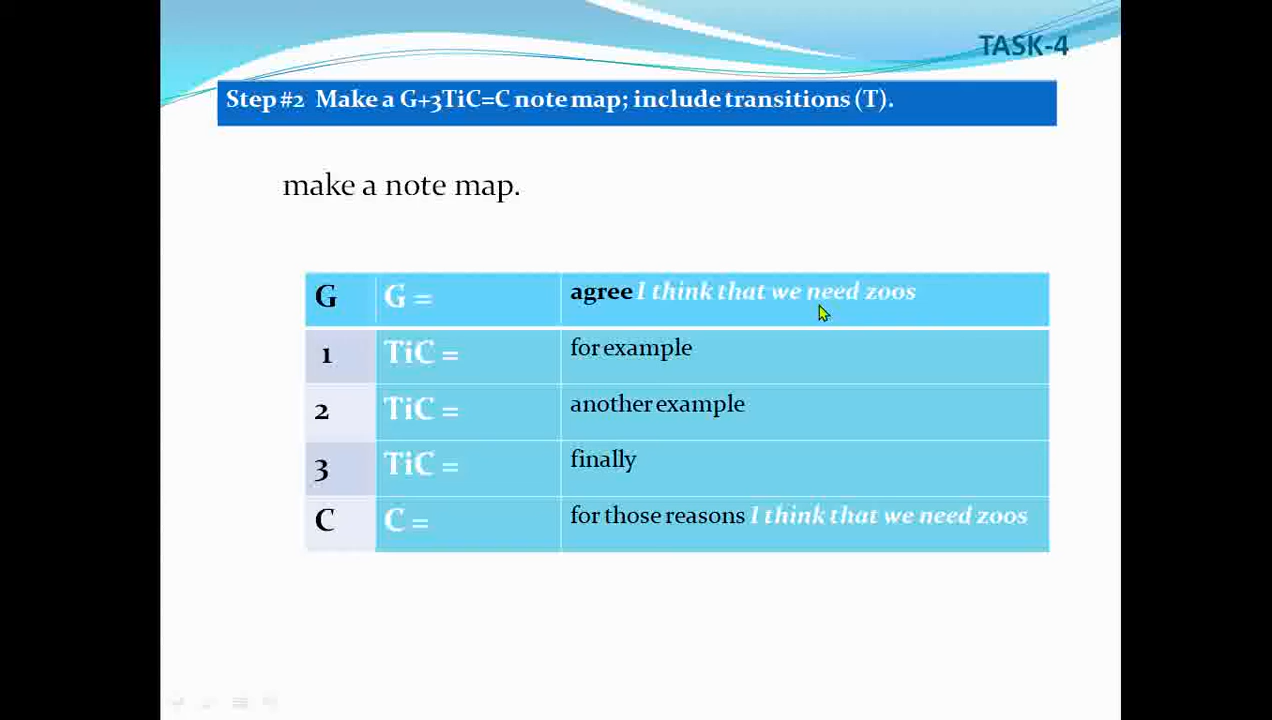 TASK-4
Step #2 Make a G+3TiC=C note map; include transitions (T).
make a note map.
G G = agree I think that we need zoos
1 TiC = for example
2 TiC = another example
3 TiC = finally
C C = for those reasons I think that we need zoos